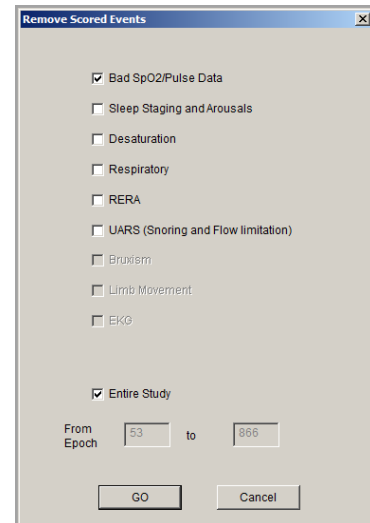 Remove Scored Events
Bad SpO2/Pulse Data
Sleep Staging and Arousals
Desaturation
Respiratory
RERA
UARS (Snoring and Flow limitation)
Bruxism
Limb Movement
EKG
Entire Study
From Epoch 53 to 866
GO Cancel